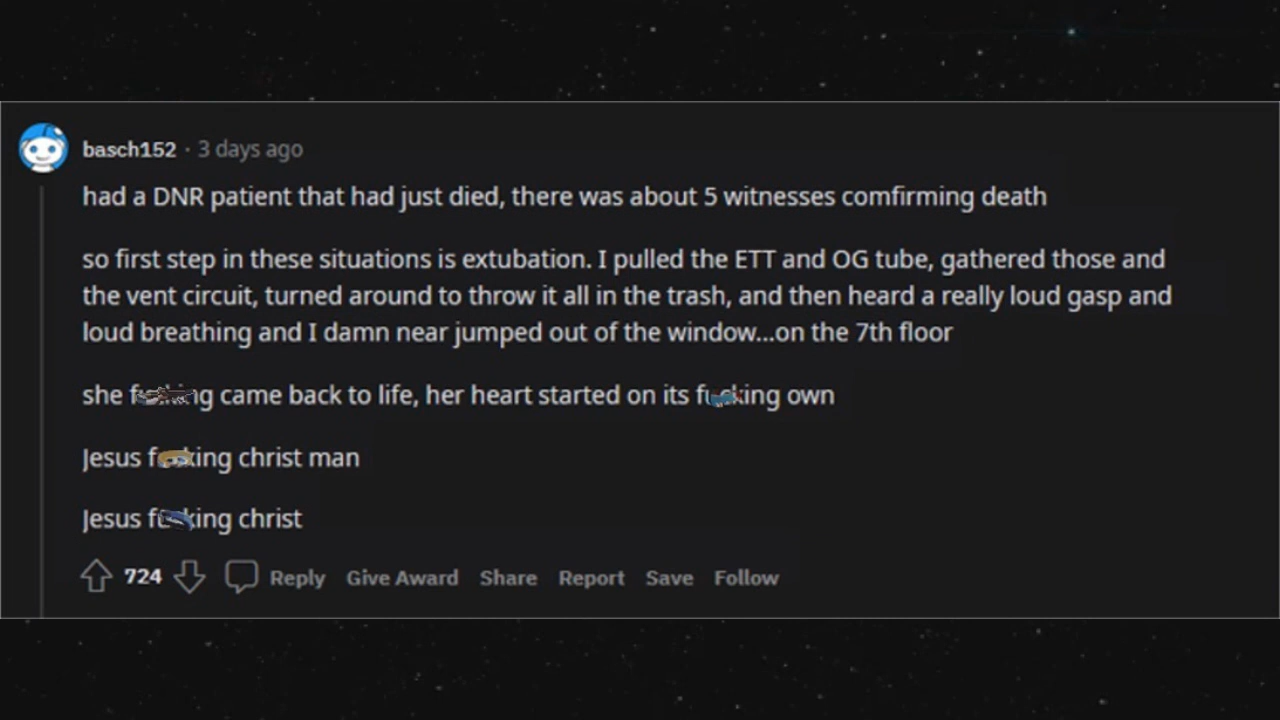 basch152 · 3 days ago
had a DNR patient that had just died, there was about 5 witnesses comfirming death
so first step in these situations is extubation. I pulled the ETT and OG tube, gathered those and
the vent circuit, turned around to throw it all in the trash, and then heard a really loud gasp and
loud breathing and I damn near jumped out of the window...on the 7th floor
she came back to life, her heart started on its fucking own
Jesus christ man
Jesus christ
724 Reply Give Award Share Report Save Follow